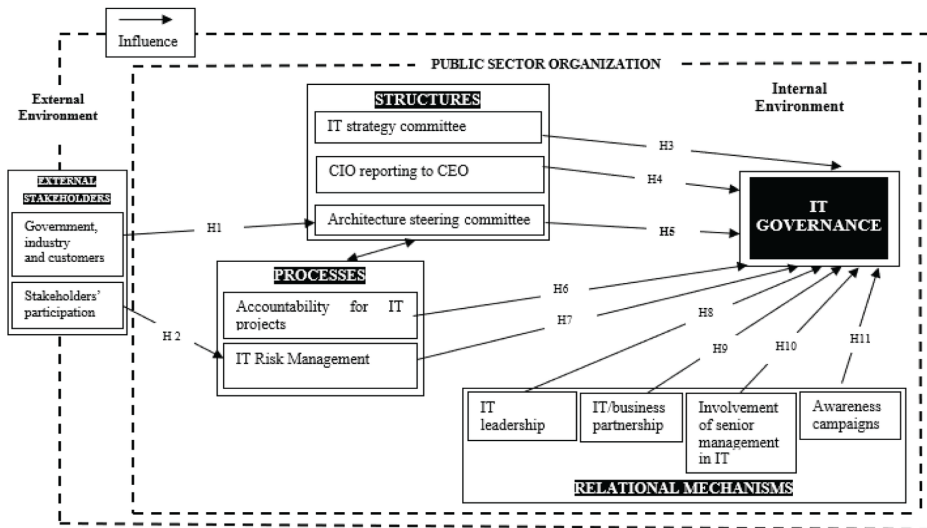 Influence
PUBLIC SECTOR ORGANIZATION
External
Environment
Internal
Environment
STRUCTURES
IT strategy committee
CIO reporting to CEO
Architecture steering committee
H3
H4
H5
IT
GOVERNANCE
EXTERNAL
STAKEHOLDERS
Government,
industry
and customers
Stakeholders’
participation
H1
H 2
PROCESSES
Accountability for IT
projects
IT Risk Management
H6
H7
H8
H9
H10
H11
IT
leadership
IT/business
partnership
Involvement
of senior
management
in IT
Awareness
campaigns
RELATIONAL MECHANISMS